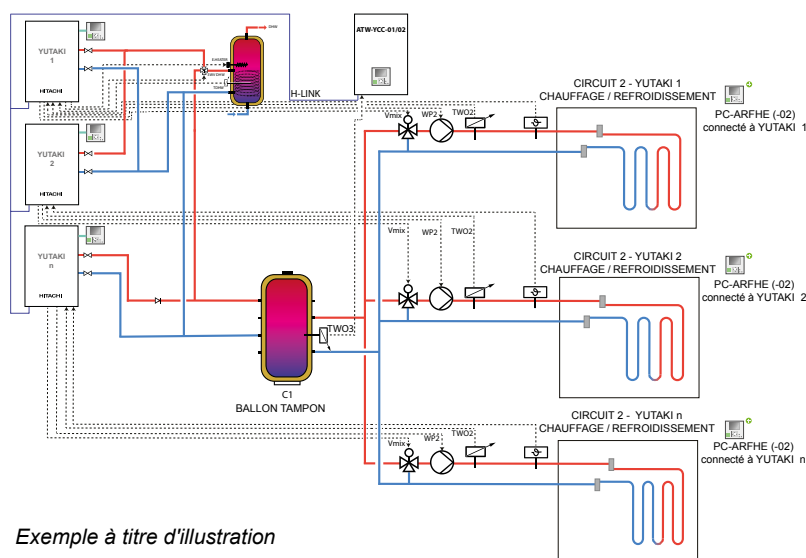 YUTAKI
1
HITACHI
YUTAKI
2
HITACHI
YUTAKI
n
HITACHI
DHW
H-LINK
ATW-YCC-01/02
Vmix
WP2
TWO2
CIRCUIT 2 - YUTAKI 1
CHAUFFAGE / REFROIDISSEMENT
PC-ARFHE (-02)
connecté à YUTAKI 1
Vmix
WP2
TWO2
CIRCUIT 2 - YUTAKI 2
CHAUFFAGE / REFROIDISSEMENT
PC-ARFHE (-02)
connecté à YUTAKI 2
TWO3
C1
BALLON TAMPON
Vmix
WP2
TWO2
CIRCUIT 2 - YUTAKI n
CHAUFFAGE / REFROIDISSEMENT
PC-ARFHE (-02)
connecté à YUTAKI n
Exemple à titre d'illustration